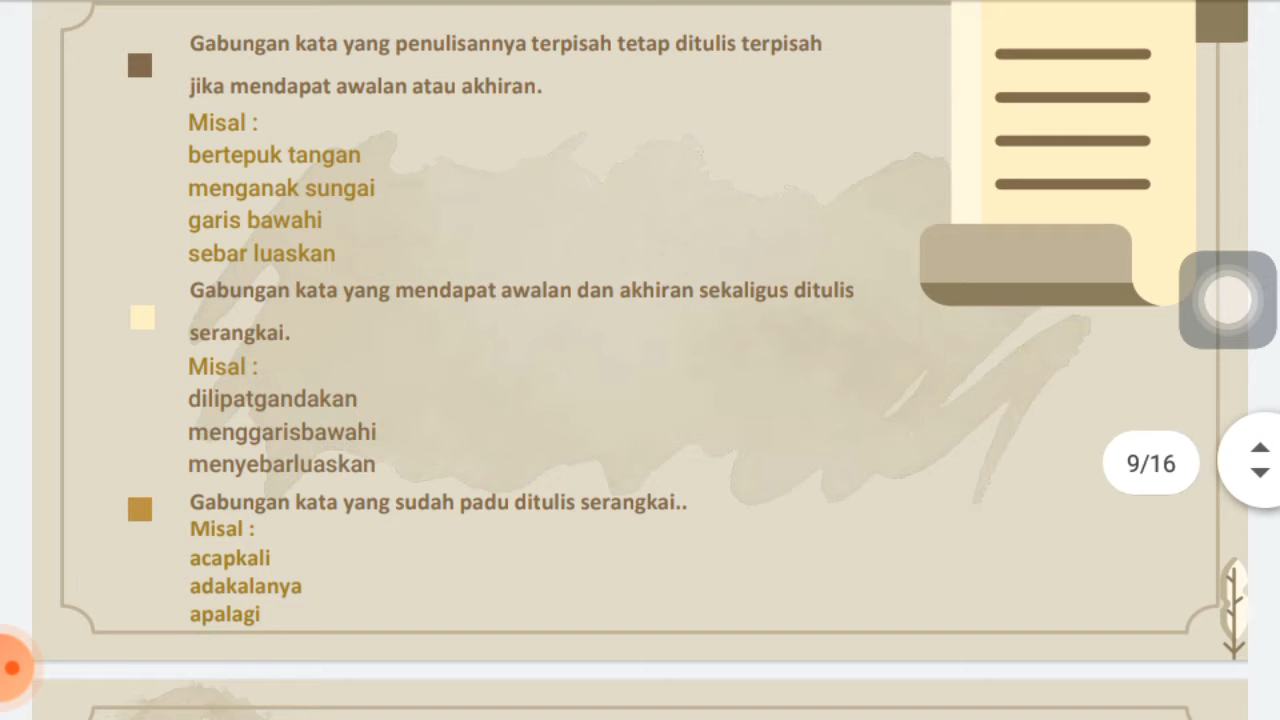 Gabungan kata yang penulisannya terpisah tetap ditulis terpisah
jika mendapat awalan atau akhiran.
Misal :
bertepuk tangan
menganak sungai
garis bawahi
sebar luaskan
Gabungan kata yang mendapat awalan dan akhiran sekaligus ditulis
serangkai.
Misal :
dilipatgandakan
menggarisbawahi
menyebarluaskan
9/16
Gabungan kata yang sudah padu ditulis serangkai..
Misal :
acapkali
adakalanya
apalagi